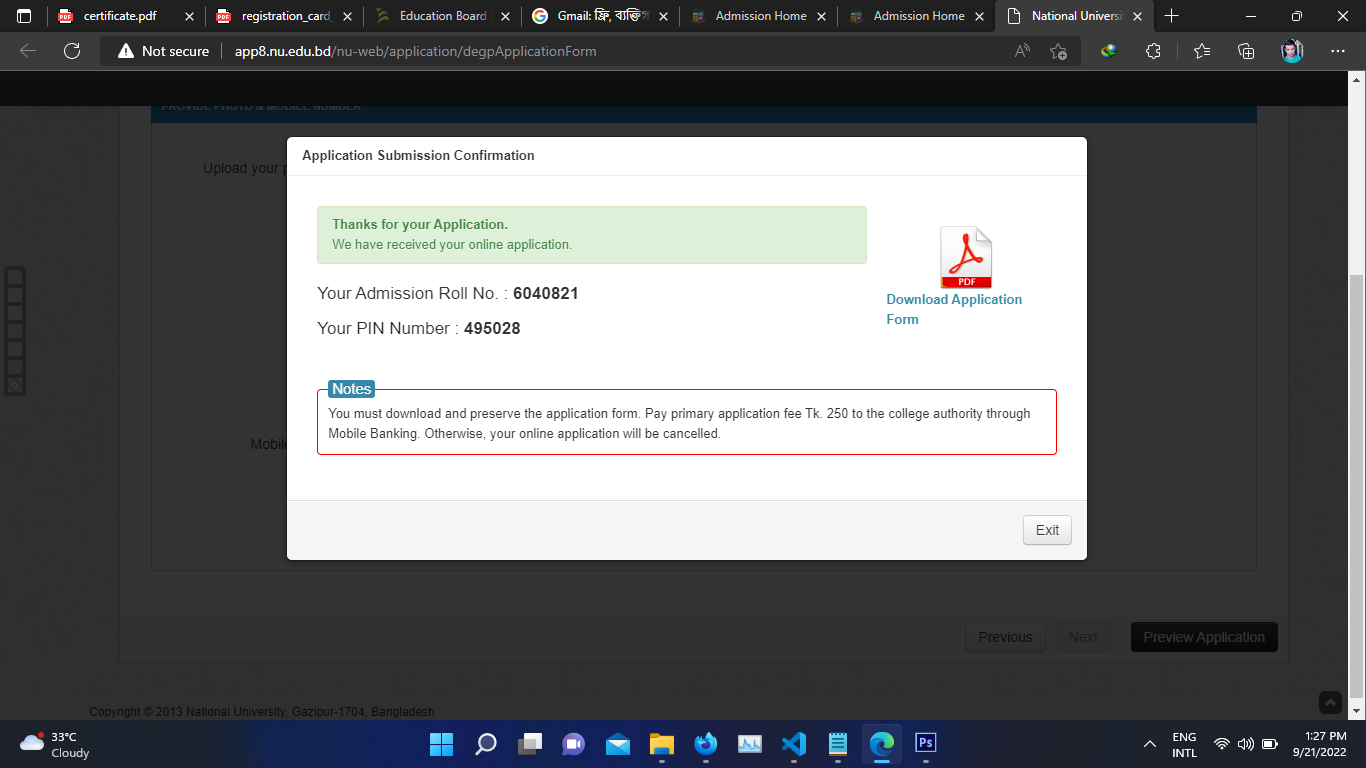 certificate.pdf
registration_card_
Education Board
Gmail: ফ্রি, ব্যক্তিগ
Admission Home
Admission Home
National Universi
Not secure
app8.nu.edu.bd/nu-web/application/degpApplicationForm
PROVIDE PHOTO & MOBILE NUMBER
Upload your p
Application Submission Confirmation
Thanks for your Application.
We have received your online application.
PDF
Download Application
Form
Your Admission Roll No. : 6040821
Your PIN Number : 495028
Notes
You must download and preserve the application form. Pay primary application fee Tk. 250 to the college authority through
Mobile Banking. Otherwise, your online application will be cancelled.
Mobile
Exit
Previous
Next
Preview Application
Copyright © 2013 National University, Gazipur-1704, Bangladesh
33°C
Cloudy
Ps
ENG
INTL
1:27 PM
9/21/2022